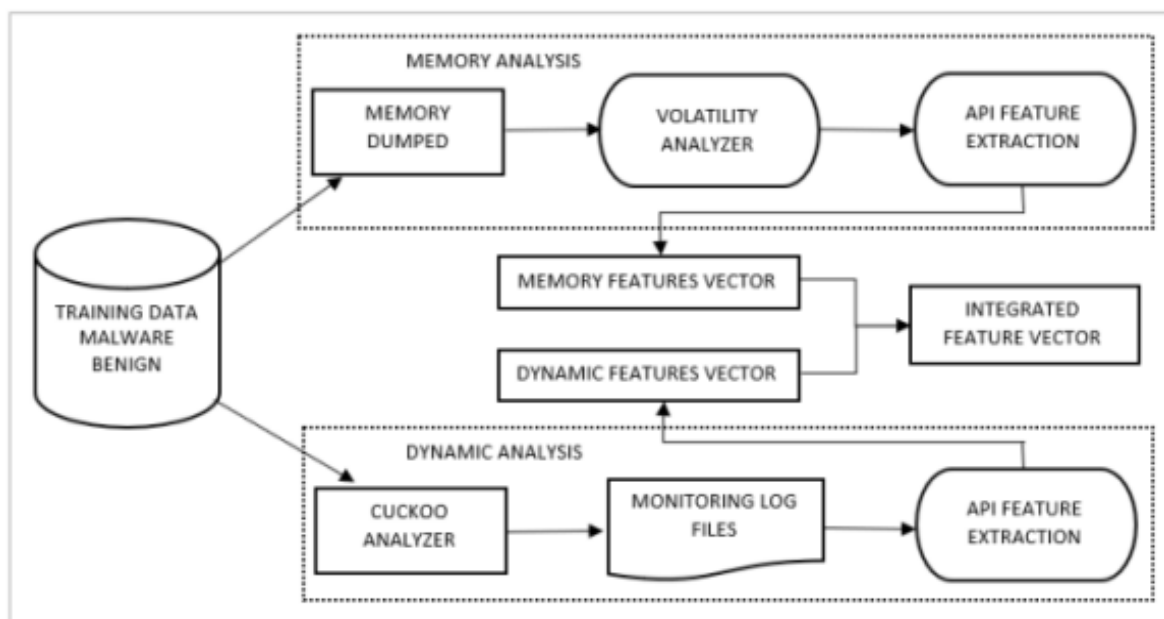 MEMORY ANALYSIS
MEMORY
DUMPED
VOLATILITY
ANALYZER
API FEATURE
EXTRACTION
TRAINING DATA
MALWARE
BENIGN
MEMORY FEATURES VECTOR
DYNAMIC FEATURES VECTOR
INTEGRATED
FEATURE VECTOR
DYNAMIC ANALYSIS
CUCKOO
ANALYZER
MONITORING LOG
FILES
API FEATURE
EXTRACTION